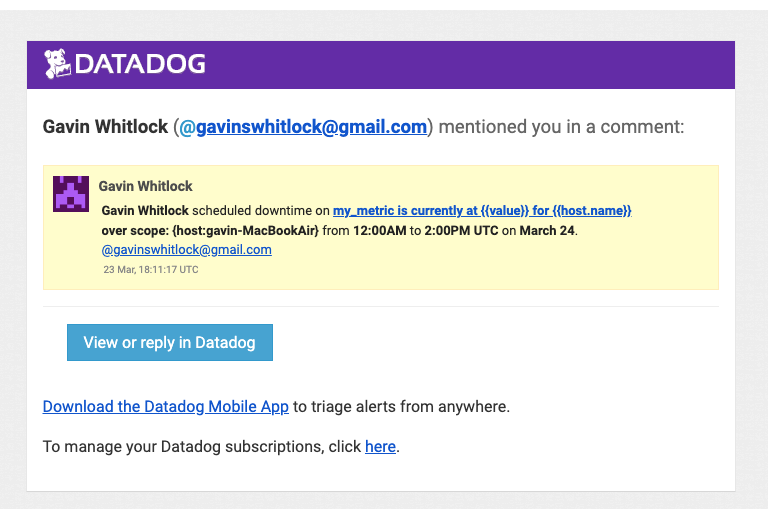 DATADOG
Gavin Whitlock (@gavinswhitlock@gmail.com) mentioned you in a comment:
Gavin Whitlock
Gavin Whitlock scheduled downtime on my_metric is currently at {{value}} for {{host.name}}
over scope: {host:gavin-MacBookAir} from 12:00AM to 2:00PM UTC on March 24.
@gavinwhitlock@gmail.com
23 Mar, 18:11:17 UTC
View or reply in Datadog
Download the Datadog Mobile App to triage alerts from anywhere.
To manage your Datadog subscriptions, click here.